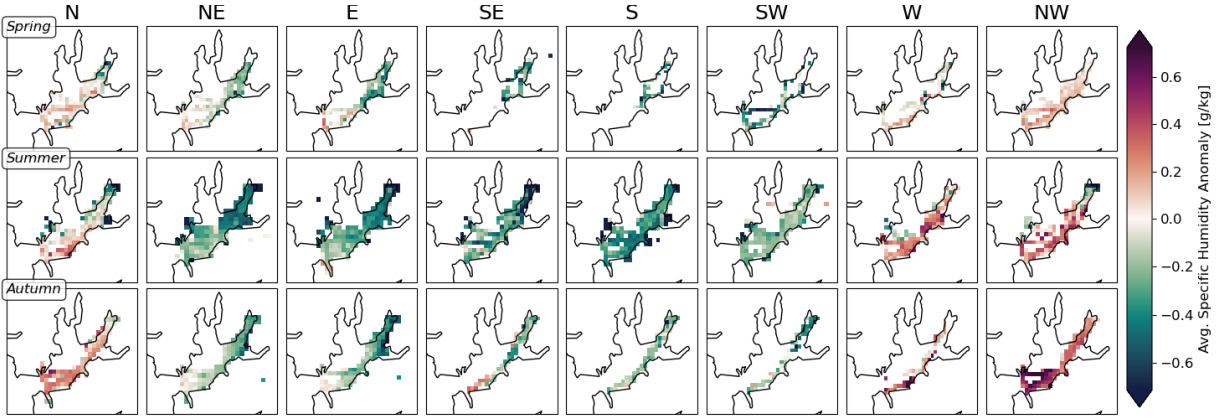 N NE E SE S SW W NW
Spring
Summer
Autumn
0.6
0.4
0.2
0.0
−0.2
−0.4
−0.6
Avg. Specific Humidity Anomaly [g/kg]